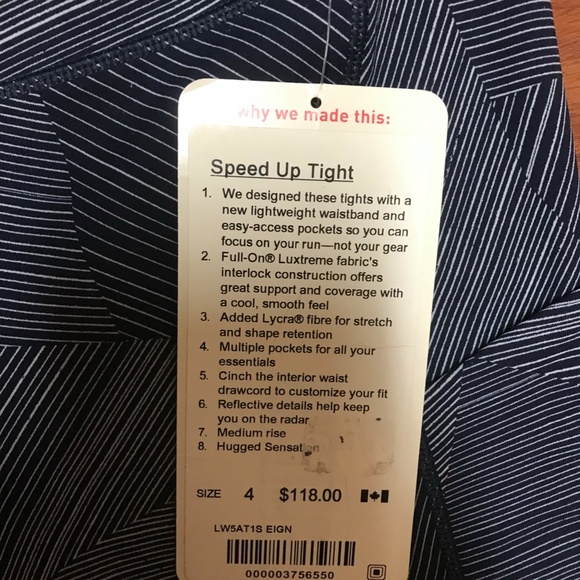 why we made this:
Speed Up Tight
1. We designed these tights with a
new lightweight waistband and
easy-access pockets so you can
focus on your run—not your gear
2. Full-On® Luxtreme fabric's
interlock construction offers
great support and coverage with
a cool, smooth feel
3. Added Lycra® fibre for stretch
and shape retention
4. Multiple pockets for all your
essentials
5. Cinch the interior waist
drawcord to customize your fit
6. Reflective details help keep
you on the radar
7. Medium rise
8. Hugged Sensation
SIZE 4 $118.00
LW5AT1S EIGN
000003756550